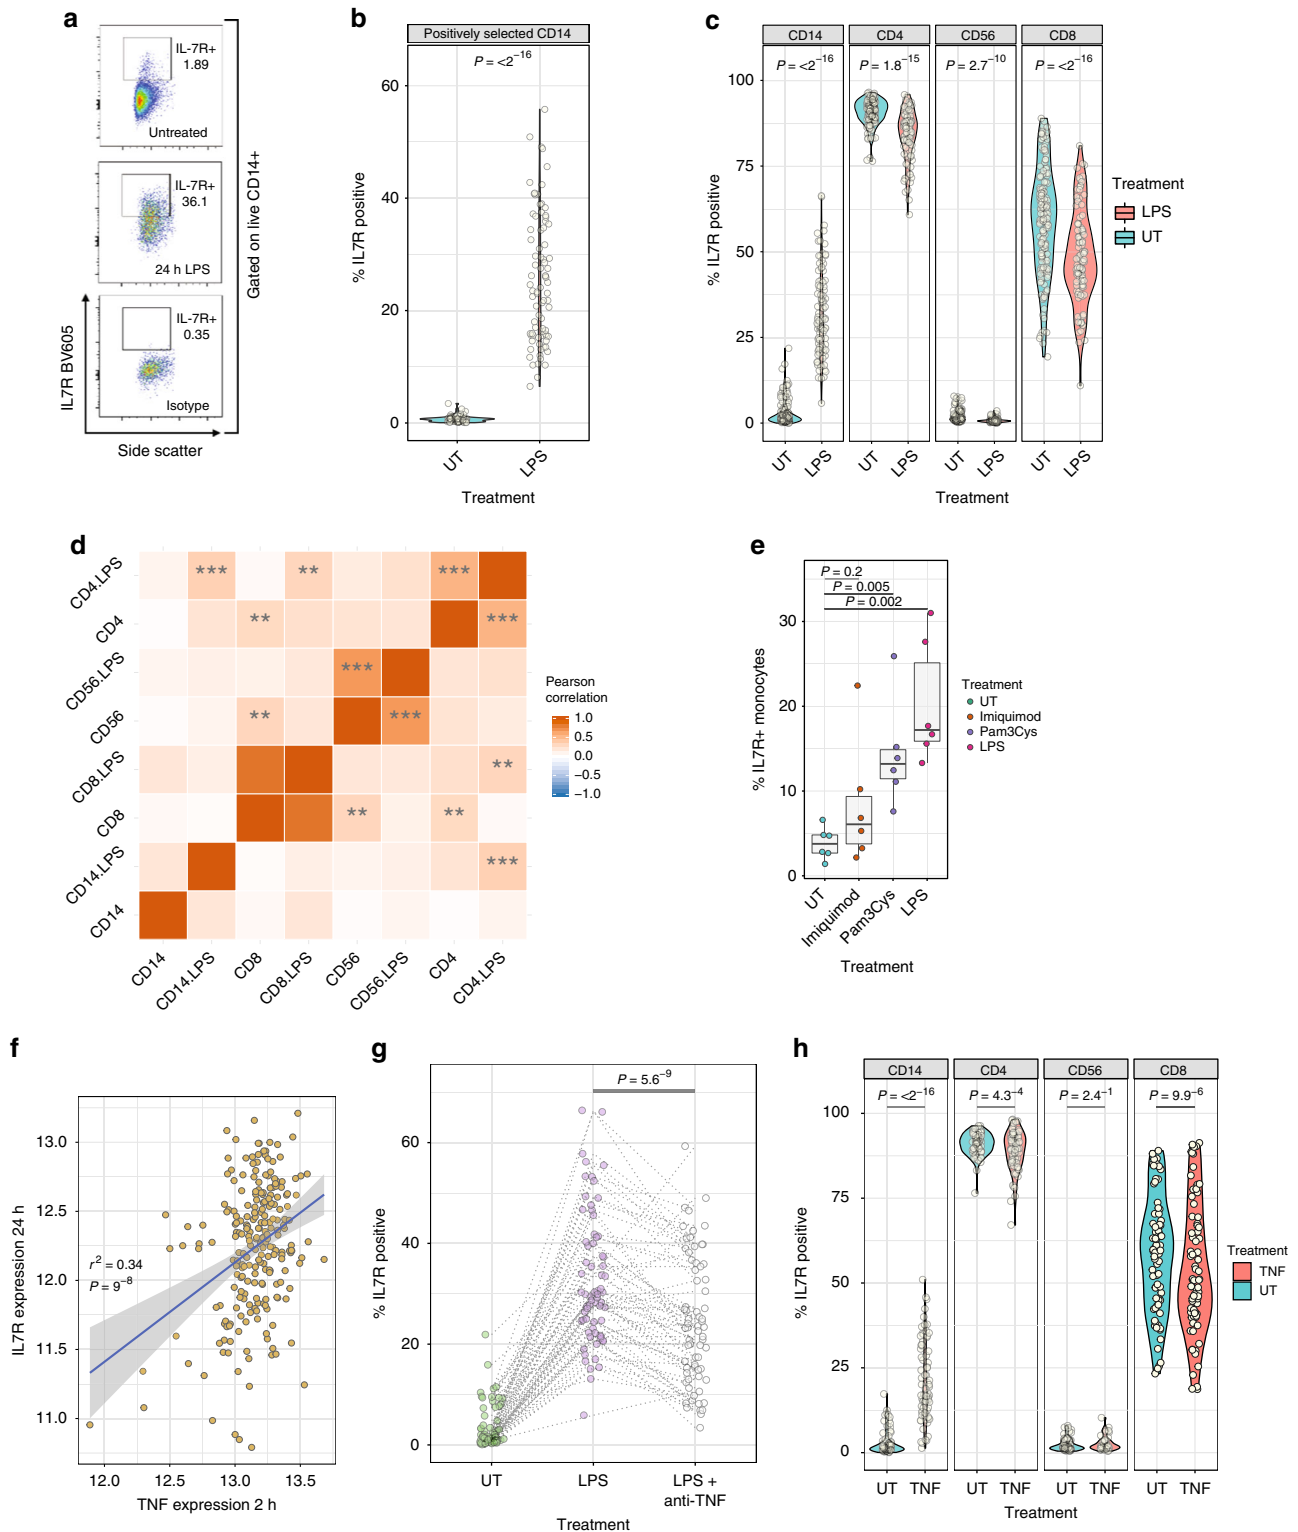 a
IL-7R+
1.89
Untreated
IL-7R+
36.1
24 h LPS
IL-7R+
0.35
Isotype
IL7R BV605
Side scatter
Gated on live CD14+
b
Positively selected CD14
P = <2−16
60
40
20
0
% IL7R positive
UT
LPS
Treatment
c
CD14
CD4
CD56
CD8
P = <2−16
P = 1.8−15
P = 2.7−10
P = <2−16
100
75
50
25
0
% IL7R positive
UT
LPS
UT
LPS
UT
LPS
UT
LPS
Treatment
Treatment
LPS
UT
d
CD4.LPS
CD4
CD56.LPS
CD56
CD8.LPS
CD8
CD14.LPS
CD14
*** ** ***
** ***
***
** ***
**
** **
***
CD14
CD14.LPS
CD8
CD8.LPS
CD56
CD56.LPS
CD4
CD4.LPS
Pearson
correlation
1.0
0.5
0.0
−0.5
−1.0
e
P = 0.2
P = 0.005
P = 0.002
30
20
10
0
% IL7R+ monocytes
UT
Imiquimod
Pam3Cys
LPS
Treatment
Treatment
UT
Imiquimod
Pam3Cys
LPS
f
13.0
12.5
12.0
11.5
11.0
IL7R expression 24 h
r2 = 0.34
P = 9−8
12.0
12.5
13.0
13.5
TNF expression 2 h
g
P = 5.6−9
60
40
20
0
% IL7R positive
UT
LPS
LPS +
anti-TNF
Treatment
h
CD14
CD4
CD56
CD8
P = <2−16
P = 4.3−4
P = 2.4−1
P = 9.9−6
100
75
50
25
0
% IL7R positive
UT
TNF
UT
TNF
UT
TNF
UT
TNF
Treatment
Treatment
TNF
UT